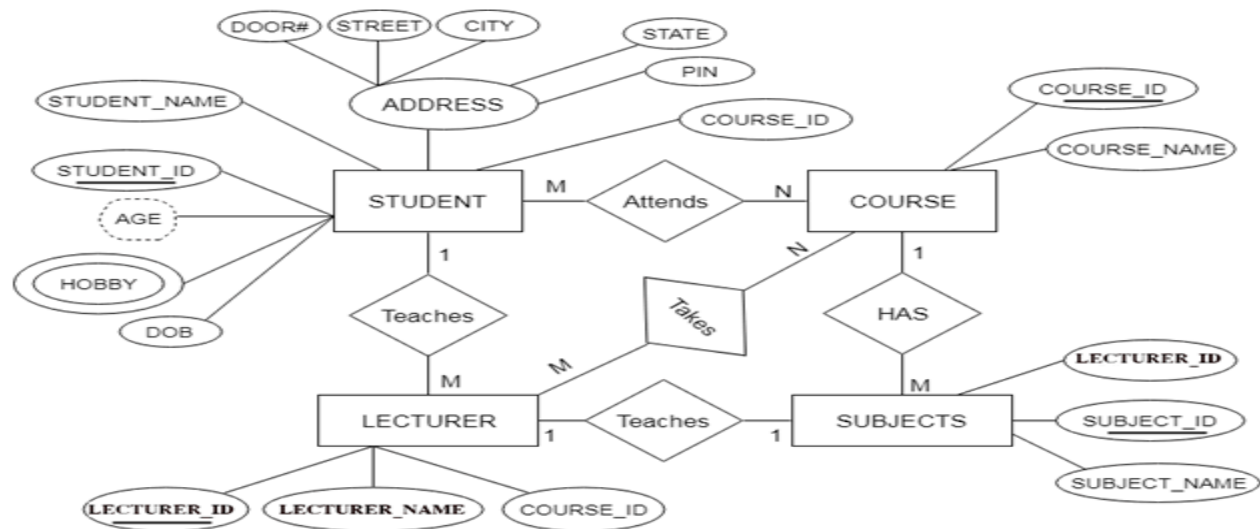 DOOR#
STREET
CITY
STATE
PIN
ADDRESS
STUDENT_NAME
COURSE_ID
COURSE_ID
COURSE_NAME
STUDENT_ID
AGE
HOBBY
DOB
STUDENT
M
Attends
N
COURSE
1
N
1
Teaches
Takes
HAS
M
M
M
LECTURER
1
Teaches
1
SUBJECTS
LECTURER_ID
SUBJECT_ID
SUBJECT_NAME
LECTURER_ID
LECTURER_NAME
COURSE_ID